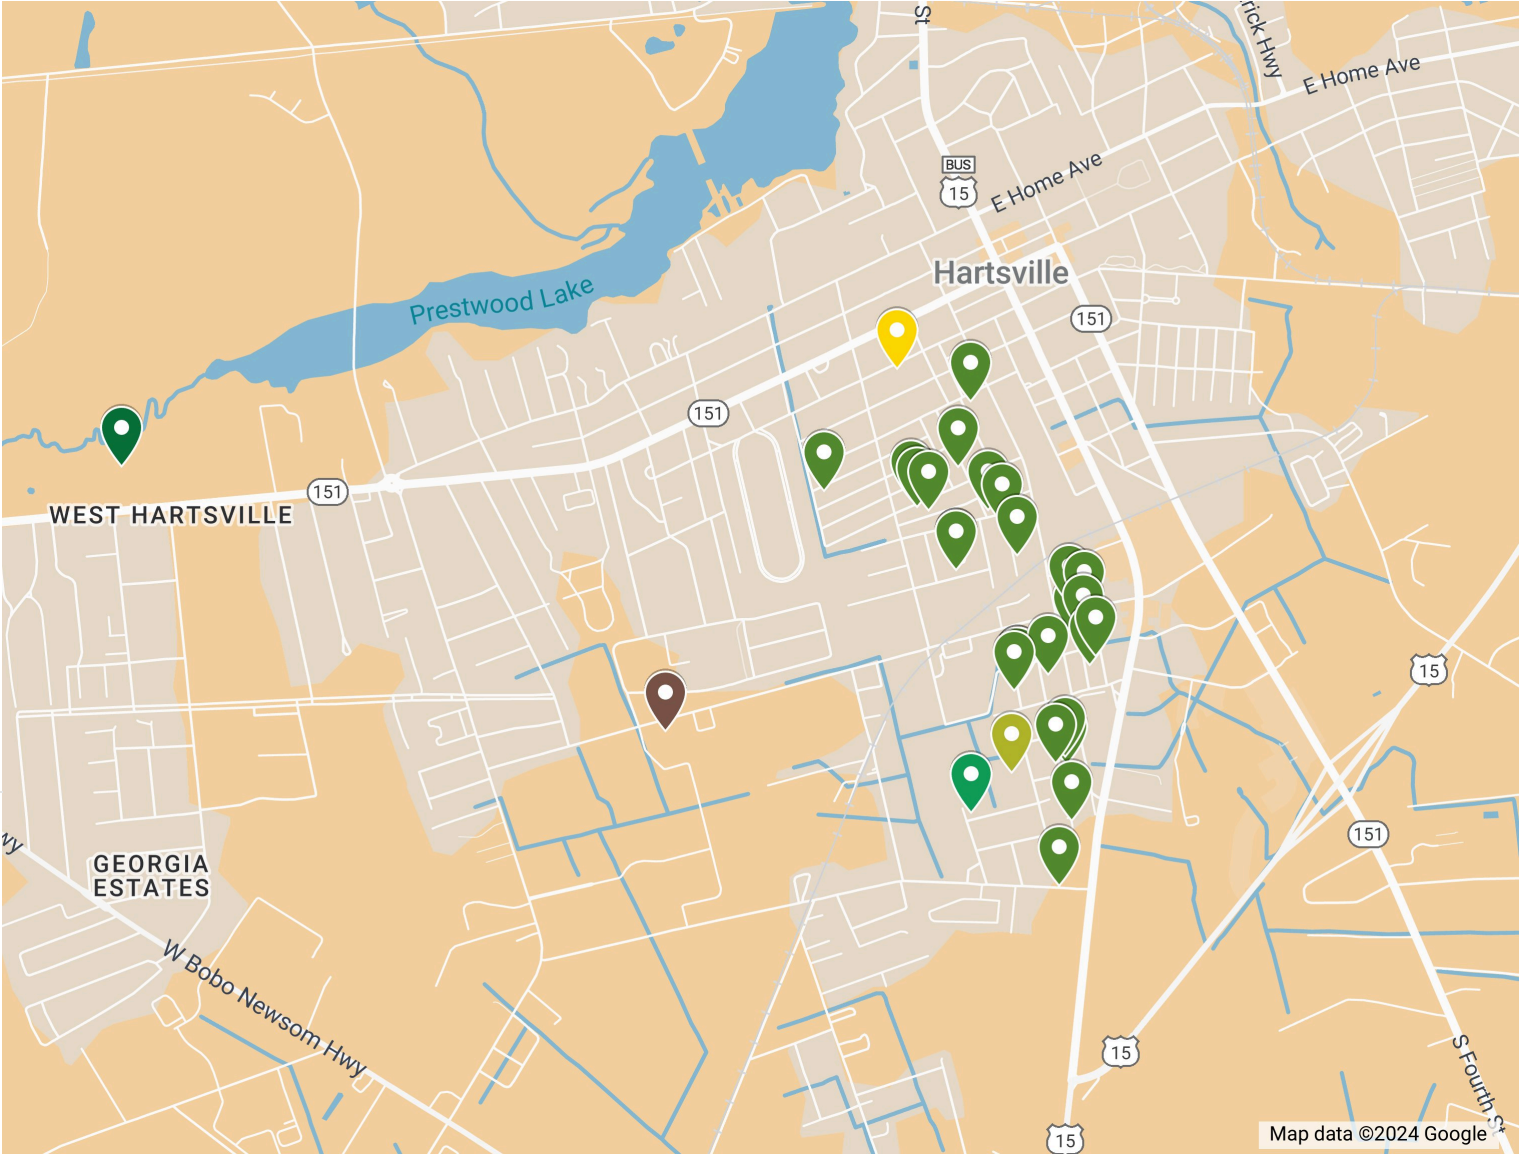 St
rick Hwy
E Home Ave
BUS
15
E Home Ave
Hartsville
Prestwood Lake
151
151
151
WEST HARTSVILLE
15
wy
GEORGIA
ESTATES
151
W Bobo Newsom Hwy
15
S Fourth St
15
Map data ©2024 Google